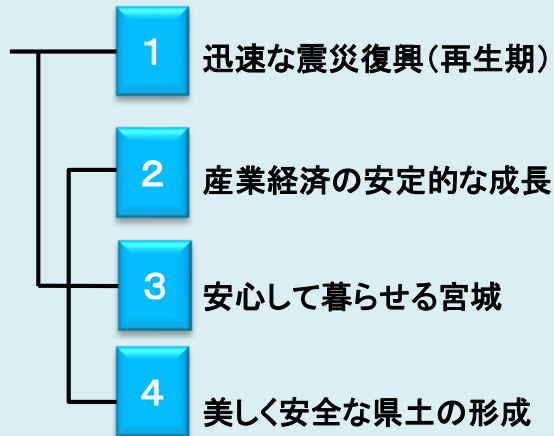 1 迅速な震災復興（再生期）
2 産業経済の安定的な成長
3 安心して暮らせる宮城
4 美しく安全な県土の形成